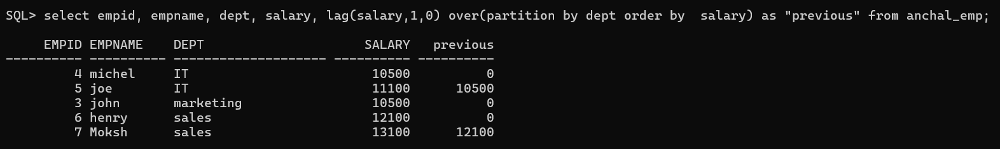 SQL> select empid, empname, dept, salary, lag(salary,1,0) over(partition by dept order by  salary) as "previous" from anchal_emp;
     EMPID EMPNAME    DEPT                     SALARY   previous
---------- ---------- -------------------- ---------- ----------
         4 michel     IT                        10500          0
         5 joe        IT                        11100      10500
         3 john       marketing                 10500          0
         6 henry      sales                     12100          0
         7 Moksh      sales                     13100      12100